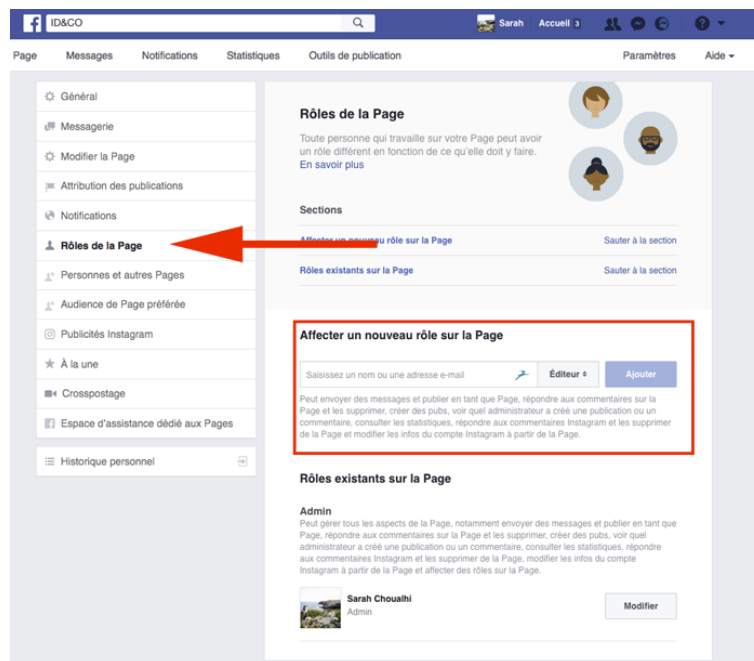 ID&CO
Sarah Accueil 3
Page Messages Notifications Statistiques Outils de publication Paramètres Aide
Général
Messagerie
Modifier la Page
Attribution des publications
Notifications
Rôles de la Page
Personnes et autres Pages
Audience de Page préférée
Publicités Instagram
À la une
Crosspostage
Espace d'assistance dédié aux Pages
Historique personnel
Rôles de la Page
Toute personne qui travaille sur votre Page peut avoir
un rôle différent en fonction de ce qu'elle doit y faire.
En savoir plus
Sections
Affecter un nouveau rôle sur la Page Sauter à la section
Rôles existants sur la Page Sauter à la section
Affecter un nouveau rôle sur la Page
Saisissez un nom ou une adresse e-mail Éditeur Ajouter
Peut envoyer des messages et publier en tant que Page, répondre aux commentaires sur la
Page et les supprimer, créer des pubs, voir quel administrateur a créé une publication ou un
commentaire, consulter les statistiques, répondre aux commentaires Instagram et les supprimer
de la Page et modifier les infos du compte Instagram à partir de la Page.
Rôles existants sur la Page
Admin
Peut gérer tous les aspects de la Page, notamment envoyer des messages et publier en tant que
Page, répondre aux commentaires sur la Page et les supprimer, créer des pubs, voir quel
administrateur a créé une publication ou un commentaire, consulter les statistiques, répondre
aux commentaires Instagram et les supprimer de la Page, modifier les infos du compte
Instagram à partir de la Page et affecter des rôles sur la Page.
Sarah Choualhi
Admin
Modifier